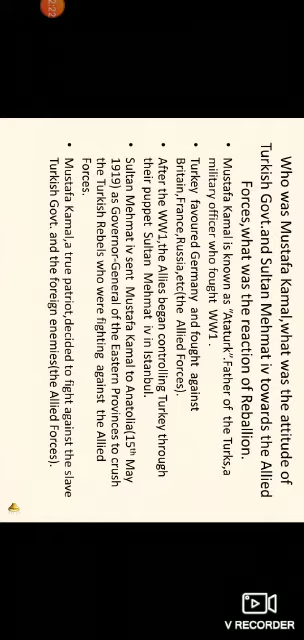 2:22
Who was Mustafa Kamal,what was the attitude of
Turkish Govt.and Sultan Mehmat iv towards the Allied
Forces,what was the reaction of Reballion.
• Mustafa Kamal is known as "Ataturk".Father of the Turks,a
military officer who fought WW1.
• Turkey favoured Germany and fought against
Britain,France,Russia,etc(the Allied Forces).
• After the WW1,the Allies began controlling Turkey through
their puppet Sultan Mehmat iv in Istanbul.
• Sultan Mehmat iv sent Mustafa Kamal to Anatolia(15th May
1919) as Governor-General of the Eastern Provinces to crush
the Turkish Rebels who were fighting against the Allied
Forces.
• Mustafa Kamal,a true patriot,decided to fight against the slave
Turkish Govt. and the foreign enemies(the Allied Forces).
V RECORDER